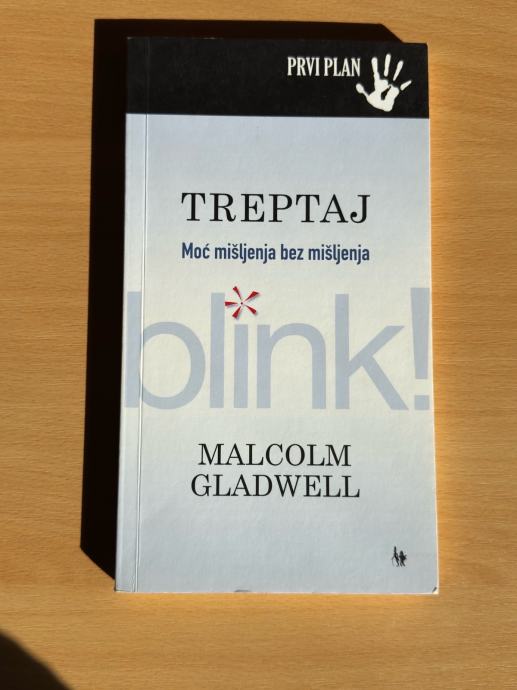 PRVI PLAN
TREPTAJ
Moć mišljenja bez mišljenja
blink!
MALCOLM
GLADWELL